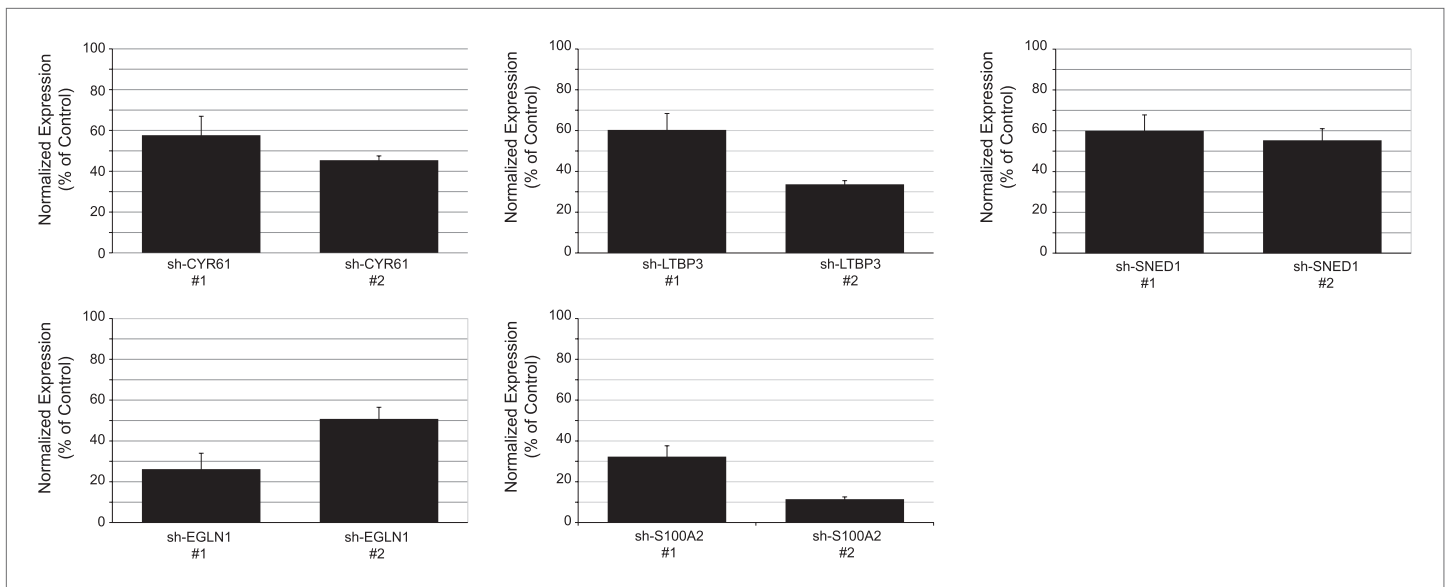 Normalized Expression
(% of Control)
100
80
60
40
20
0
sh-CYR61
#1
sh-CYR61
#2
Normalized Expression
(% of Control)
100
80
60
40
20
0
sh-LTBP3
#1
sh-LTBP3
#2
Normalized Expression
(% of Control)
100
80
60
40
20
0
sh-SNED1
#1
sh-SNED1
#2
Normalized Expression
(% of Control)
100
80
60
40
20
0
sh-EGLN1
#1
sh-EGLN1
#2
Normalized Expression
(% of Control)
100
80
60
40
20
0
sh-S100A2
#1
sh-S100A2
#2